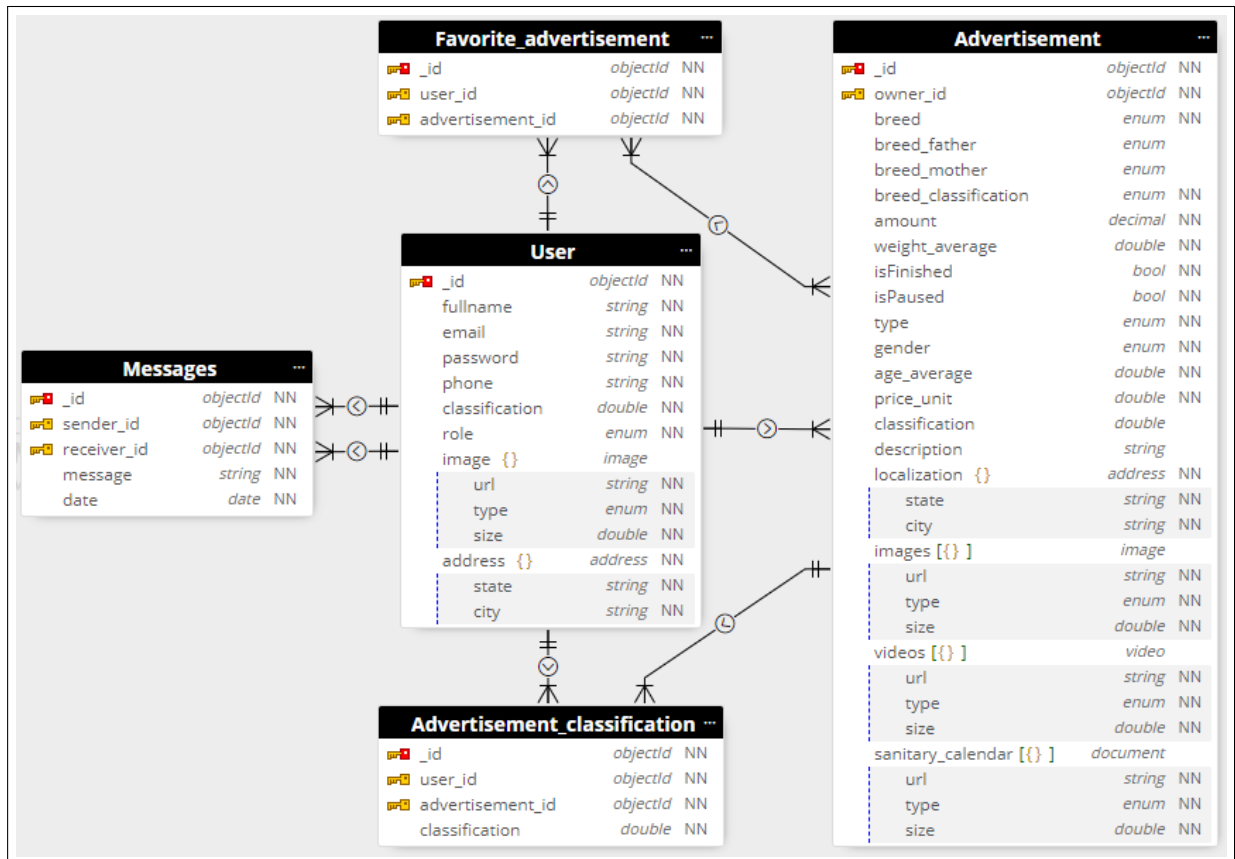 Favorite_advertisement ...
_id objectId NN
user_id objectId NN
advertisement_id objectId NN
Advertisement ...
_id objectId NN
owner_id objectId NN
breed enum NN
breed_father enum
breed_mother enum
breed_classification enum NN
amount decimal NN
weight_average double NN
isFinished bool NN
isPaused bool NN
type enum NN
gender enum NN
age_average double NN
price_unit double NN
classification double
description string
localization {} address NN
state string NN
city string NN
images [{} ] image
url string NN
type enum NN
size double NN
videos [{} ] video
url string NN
type enum NN
size double NN
sanitary_calendar [{} ] document
url string NN
type enum NN
size double NN
User ...
_id objectId NN
fullname string NN
email string NN
password string NN
phone string NN
classification double NN
role enum NN
image {} image
url string NN
type enum NN
size double NN
address {} address NN
state string NN
city string NN
Messages ...
_id objectId NN
sender_id objectId NN
receiver_id objectId NN
message string NN
date date NN
Advertisement_classification ...
_id objectId NN
user_id objectId NN
advertisement_id objectId NN
classification double NN